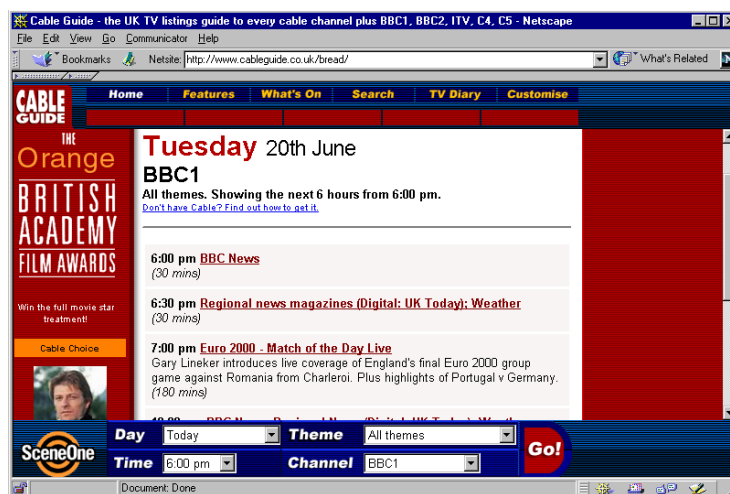 Cable Guide - the UK TV listings guide to every cable channel plus BBC1, BBC2, ITV, C4, C5 - Netscape
File Edit View Go Communicator Help
Bookmarks Netsite: http://www.cableguide.co.uk/bread/ What's Related N
CABLE GUIDE
Home Features What's On Search TV Diary Customise
THE
Orange
BRITISH
ACADEMY
FILM AWARDS
Win the full movie star
treatment!
Cable Choice
Tuesday 20th June
BBC1
All themes. Showing the next 6 hours from 6:00 pm.
Don't have Cable? Find out how to get it.
6:00 pm BBC News
(30 mins)
6:30 pm Regional news magazines (Digital: UK Today); Weather
(30 mins)
7:00 pm Euro 2000 - Match of the Day Live
Gary Lineker introduces live coverage of England's final Euro 2000 group
game against Romania from Charleroi. Plus highlights of Portugal v Germany.
(180 mins)
SceneOne
Day Today Theme All themes
Time 6:00 pm Channel BBC1
Go!
Document: Done